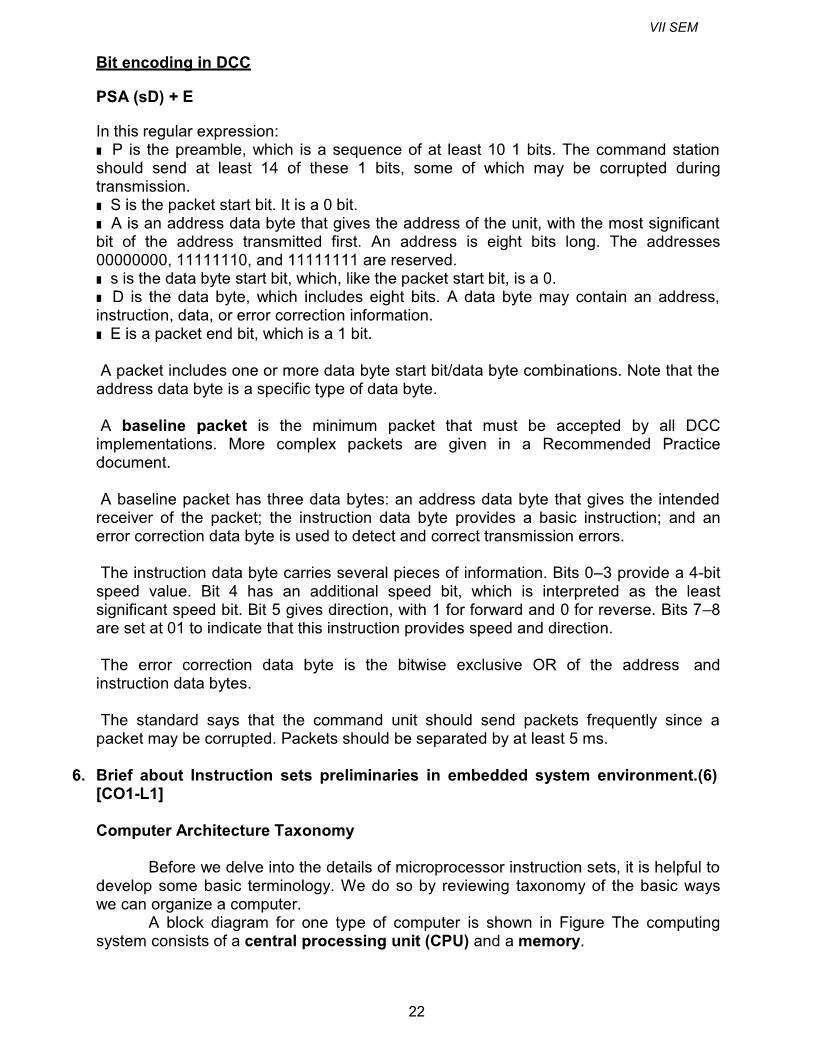 VII SEM
Bit encoding in DCC
PSA (sD) + E
In this regular expression:
∎ P is the preamble, which is a sequence of at least 10 1 bits. The command station
should send at least 14 of these 1 bits, some of which may be corrupted during
transmission.
∎ S is the packet start bit. It is a 0 bit.
∎ A is an address data byte that gives the address of the unit, with the most significant
bit of the address transmitted first. An address is eight bits long. The addresses
00000000, 11111110, and 11111111 are reserved.
∎ s is the data byte start bit, which, like the packet start bit, is a 0.
∎ D is the data byte, which includes eight bits. A data byte may contain an address,
instruction, data, or error correction information.
∎ E is a packet end bit, which is a 1 bit.
A packet includes one or more data byte start bit/data byte combinations. Note that the
address data byte is a specific type of data byte.
A baseline packet is the minimum packet that must be accepted by all DCC
implementations. More complex packets are given in a Recommended Practice
document.
A baseline packet has three data bytes: an address data byte that gives the intended
receiver of the packet; the instruction data byte provides a basic instruction; and an
error correction data byte is used to detect and correct transmission errors.
The instruction data byte carries several pieces of information. Bits 0–3 provide a 4-bit
speed value. Bit 4 has an additional speed bit, which is interpreted as the least
significant speed bit. Bit 5 gives direction, with 1 for forward and 0 for reverse. Bits 7–8
are set at 01 to indicate that this instruction provides speed and direction.
The error correction data byte is the bitwise exclusive OR of the address and
instruction data bytes.
The standard says that the command unit should send packets frequently since a
packet may be corrupted. Packets should be separated by at least 5 ms.
6. Brief about Instruction sets preliminaries in embedded system environment.(6)
[CO1-L1]
Computer Architecture Taxonomy
Before we delve into the details of microprocessor instruction sets, it is helpful to
develop some basic terminology. We do so by reviewing taxonomy of the basic ways
we can organize a computer.
A block diagram for one type of computer is shown in Figure The computing
system consists of a central processing unit (CPU) and a memory.
22